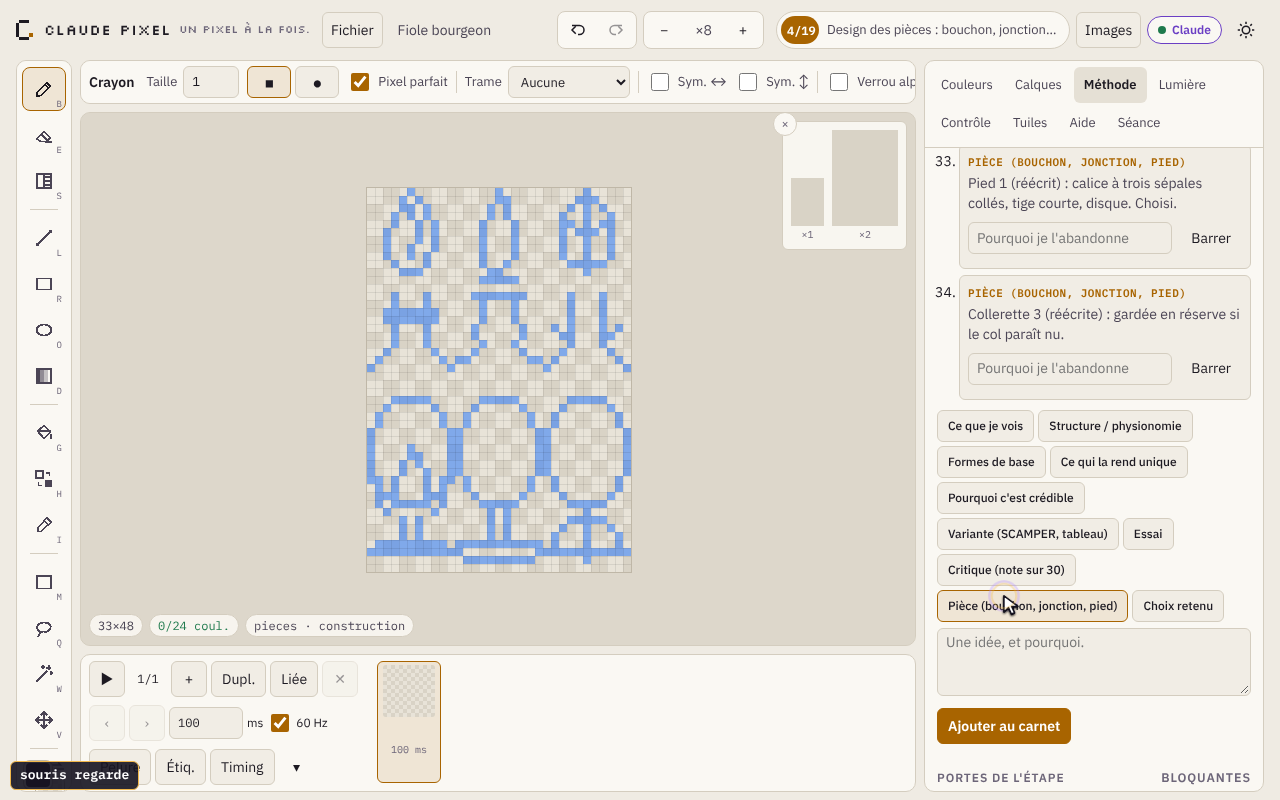 CLAUDE PIXEL UN PIXEL À LA FOIS. Fichier Fiole bourgeon − ×8 + 4/19 Design des pièces : bouchon, jonction… Images Claude
Crayon Taille 1 Pixel parfait Trame Aucune Sym. ↔ Sym. ↕ Verrou alp
B
E
S
L
R
O
D
G
H
I
M
Q
W
V
×
×1 ×2
33×48 0/24 coul. pieces · construction
1/1 + Dupl. Liée ×
‹ › 100 ms 60 Hz
Étiq. Timing
100 ms
souris regarde
Couleurs Calques Méthode Lumière
Contrôle Tuiles Aide Séance
33. PIÈCE (BOUCHON, JONCTION, PIED)
Pied 1 (réécrit) : calice à trois sépales
collés, tige courte, disque. Choisi.
Pourquoi je l'abandonne Barrer
34. PIÈCE (BOUCHON, JONCTION, PIED)
Collerette 3 (réécrite) : gardée en réserve si
le col paraît nu.
Pourquoi je l'abandonne Barrer
Ce que je vois Structure / physionomie
Formes de base Ce qui la rend unique
Pourquoi c'est crédible
Variante (SCAMPER, tableau) Essai
Critique (note sur 30)
Pièce (bouchon, jonction, pied) Choix retenu
Une idée, et pourquoi.
Ajouter au carnet
PORTES DE L'ÉTAPE BLOQUANTES